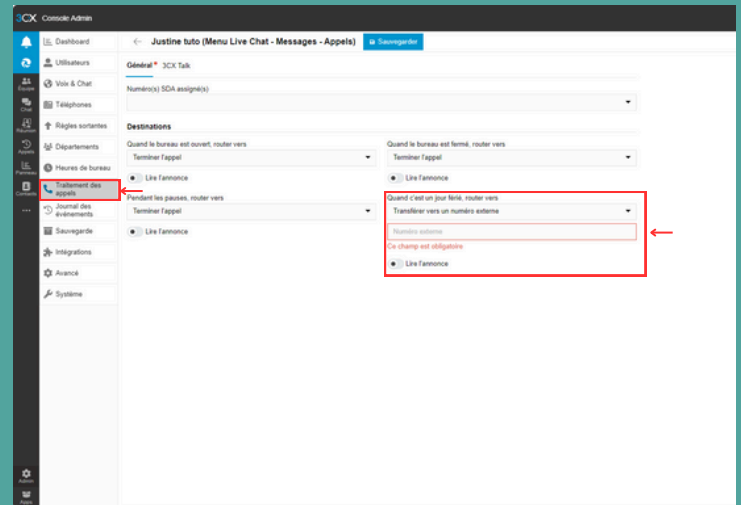 3CX Console Admin
Dashboard
Utilisateurs
Voix & Chat
Téléphones
Règles sortantes
Départements
Heures de bureau
Traitement des
appels
Journal des
événements
Sauvegarde
Intégrations
Avancé
Système
Équipe
Chat
Réunion
Appels
Panneau
Contacts
Admin
Apps
Justine tuto (Menu Live Chat - Messages - Appels) Sauvegarder
Général * 3CX Talk
Numéro(s) SDA assigné(s)
Destinations
Quand le bureau est ouvert, router vers
Terminer l'appel
Lire l'annonce
Quand le bureau est fermé, router vers
Terminer l'appel
Lire l'annonce
Pendant les pauses, router vers
Terminer l'appel
Lire l'annonce
Quand c'est un jour férié, router vers
Transférer vers un numéro externe
Numéro externe
Ce champ est obligatoire
Lire l'annonce